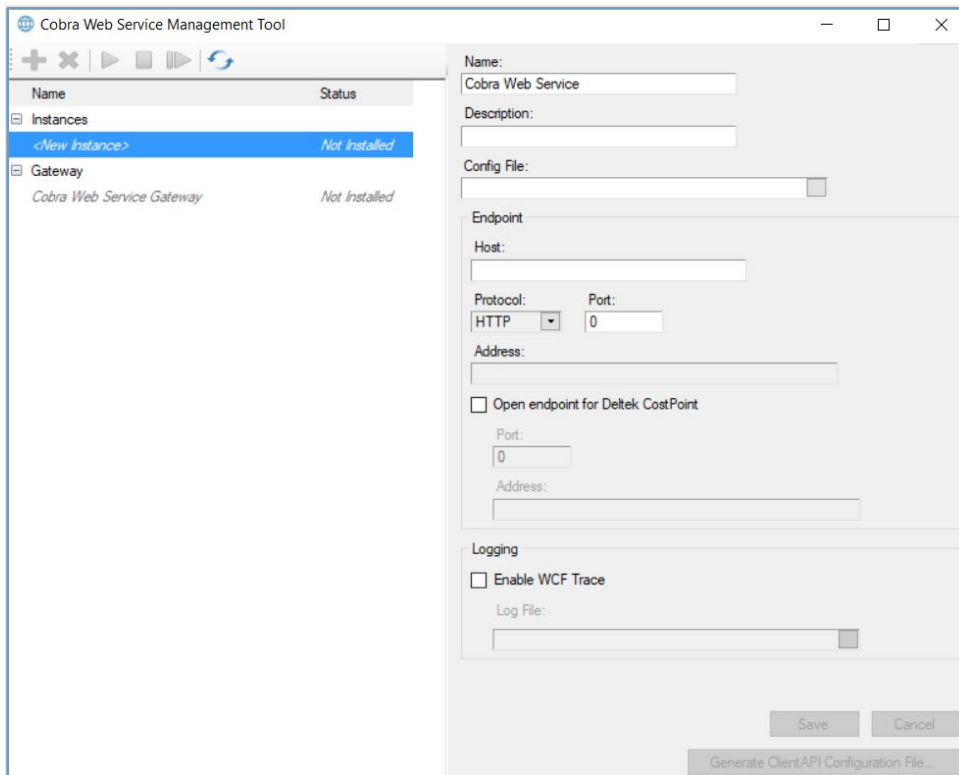 Cobra Web Service Management Tool
Name Status
Instances
<New Instance> Not Installed
Gateway
Cobra Web Service Gateway Not Installed
Name:
Cobra Web Service
Description:
Config File:
Endpoint
Host:
Protocol: Port:
HTTP 0
Address:
Open endpoint for Deltek CostPoint
Port:
0
Address:
Logging
Enable WCF Trace
Log File:
Save Cancel
Generate ClientAPI Configuration File...